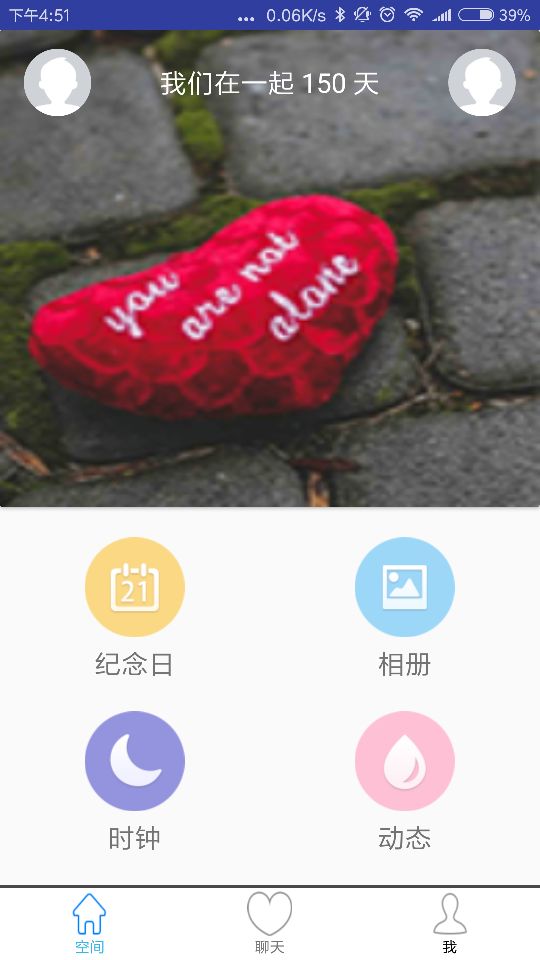 下午4:51
... 0.06K/s
39%
我们在一起 150 天
you
are not
alone
21
纪念日
相册
时钟
动态
空间
聊天
我